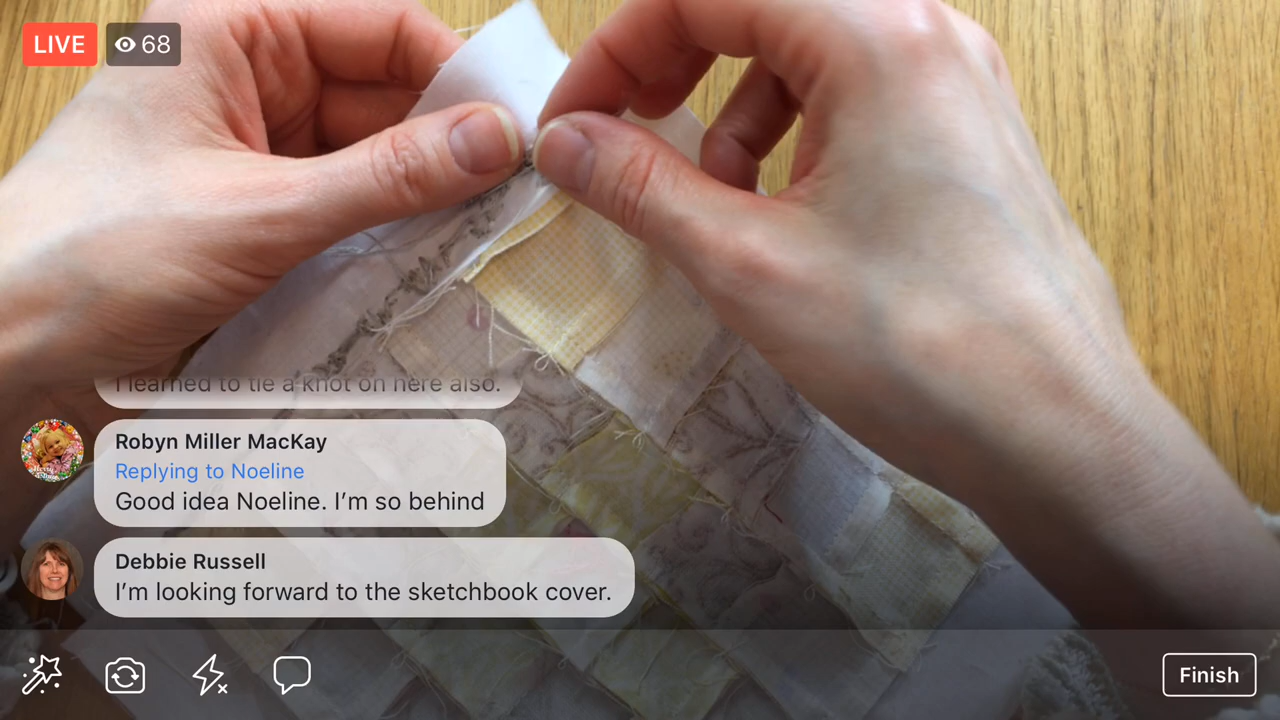 LIVE 68
I learned to tie a knot on here also.
Robyn Miller MacKay
Replying to Noeline
Good idea Noeline. I’m so behind
Debbie Russell
I’m looking forward to the sketchbook cover.
Finish